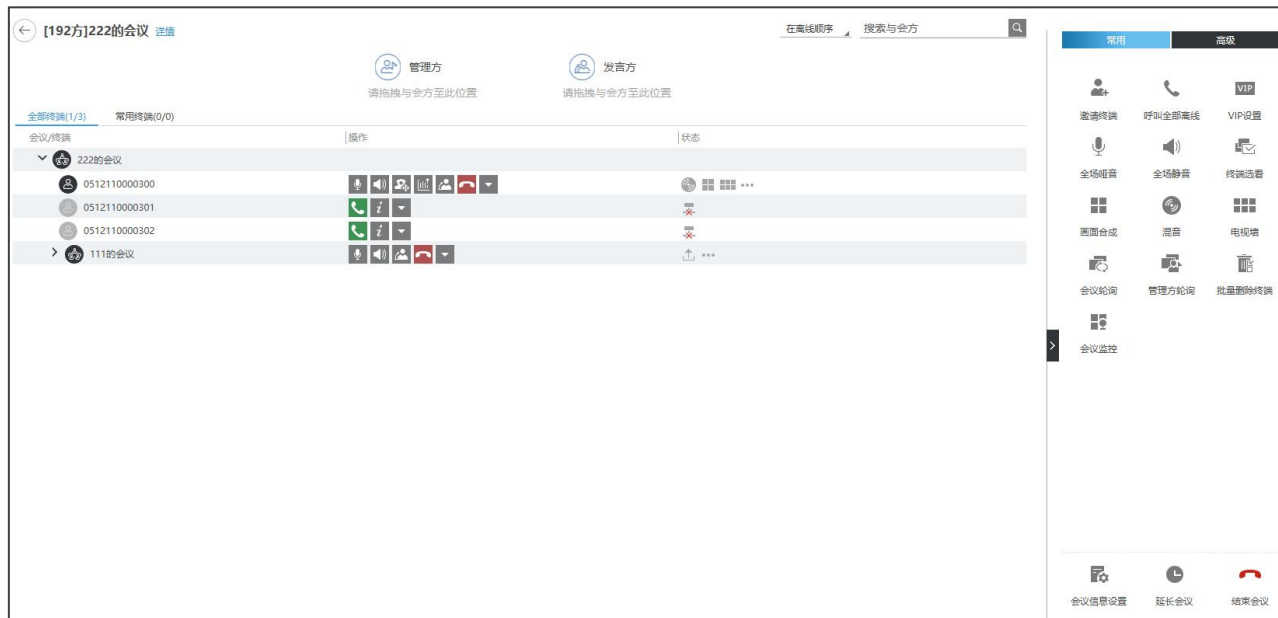 [192方]222的会议 详情
在离线顺序 搜索与会方
管理方
请拖拽与会方至此位置
发言方
请拖拽与会方至此位置
全部终端(1/3) 常用终端(0/0)
会议/终端 操作 状态
222的会议
0512110000300
0512110000301
0512110000302
111的会议
常用 高级
邀请终端 呼叫全部离线 VIP VIP设置
全场哑音 全场静音 终端选看
画面合成 混音 电视墙
会议轮询 管理方轮询 批量删除终端
会议监控
会议信息设置 延长会议 结束会议